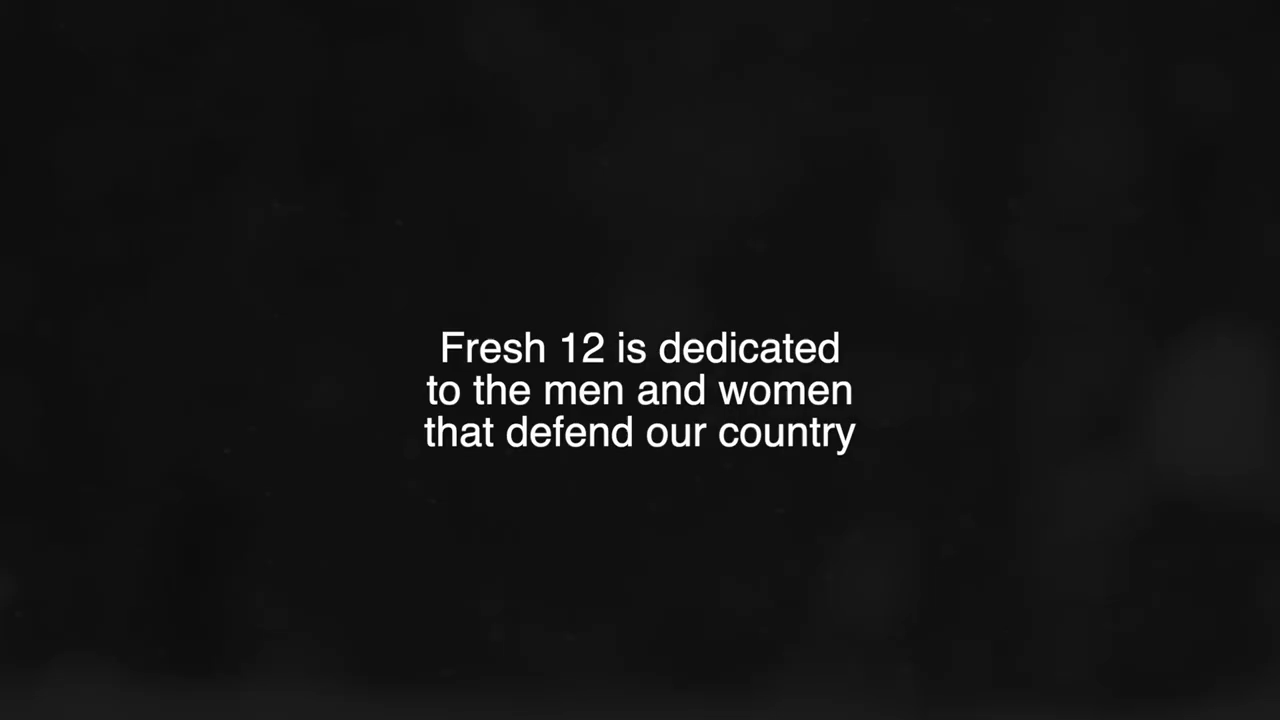 Fresh 12 is dedicated
to the men and women
that defend our country